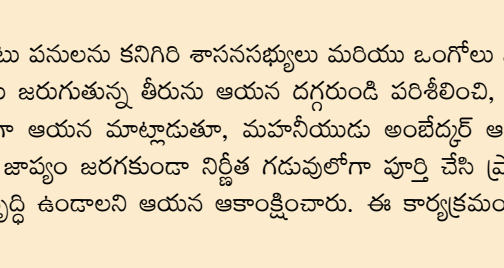 పనులను కనిగిరి శాసనసభ్యులు మరియు ఒంగోలు
జరుగుతున్న తీరును ఆయన దగ్గరుండి పరిశీలించి,
ఆయన మాట్లాడుతూ, మహనీయుడు అంబేద్కర్ ఆ
జాప్యం జరగకుండా నిర్ణీత గడువులోగా పూర్తి చేసి
ఉండాలని ఆయన ఆకాంక్షించారు. ఈ కార్యక్రమం